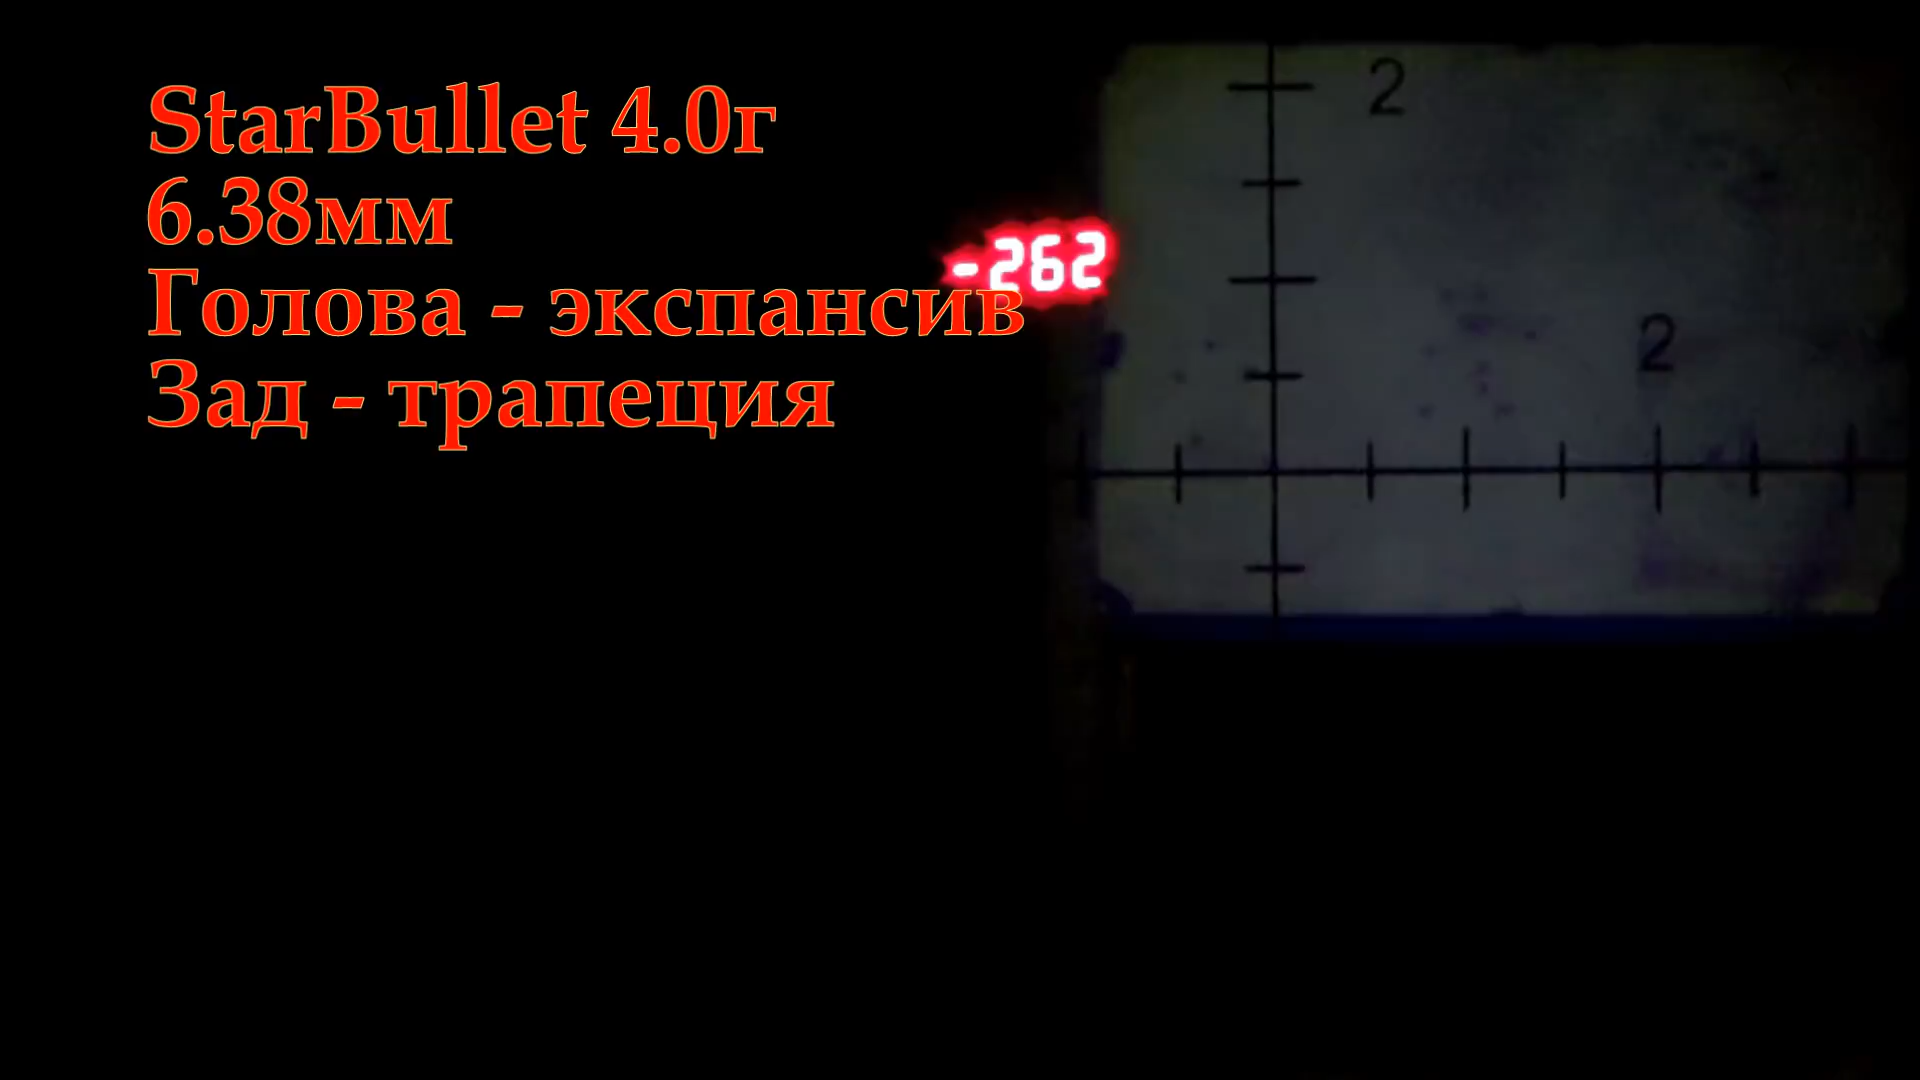 StarBullet 4.0г
6.38мм
Голова - экспансив
Зад - трапеция
-262
2
2